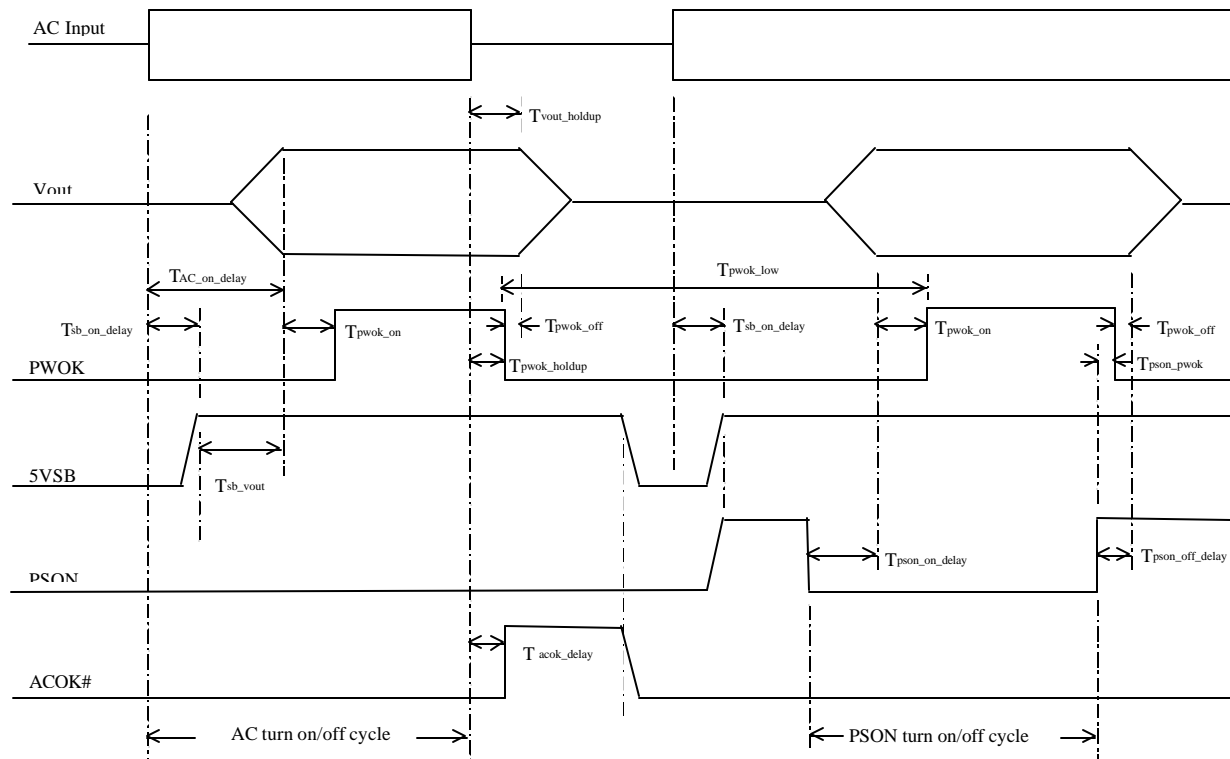 AC Input
Tvout_holdup
Vout
TAC_on_delay
Tpwok_low
Tsb_on_delay
Tpwok_on
Tpwok_off
Tsb_on_delay
Tpwok_on
Tpwok_off
PWOK
Tpwok_holdup
Tpson_pwok
5VSB
Tsb_vout
PSON
Tpson_on_delay
Tpson_off_delay
T acok_delay
ACOK#
AC turn on/off cycle
PSON turn on/off cycle